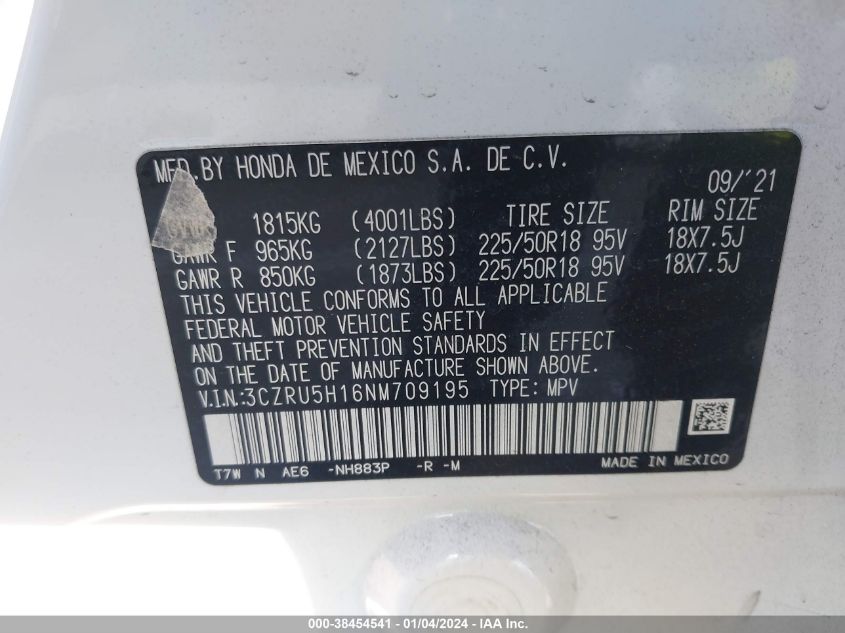 MFD. BY HONDA DE MEXICO S.A. DE C.V.
09/'21
GVWR 1815KG (4001LBS) TIRE SIZE RIM SIZE
GAWR F 965KG (2127LBS) 225/50R18 95V 18X7.5J
GAWR R 850KG (1873LBS) 225/50R18 95V 18X7.5J
THIS VEHICLE CONFORMS TO ALL APPLICABLE
FEDERAL MOTOR VEHICLE SAFETY
AND THEFT PREVENTION STANDARDS IN EFFECT
ON THE DATE OF MANUFACTURE SHOWN ABOVE.
V.I.N:3CZRU5H16NM709195 TYPE: MPV
T7W N AE6 -NH883P -R -M MADE IN MEXICO
000-38454541 - 01/04/2024 - IAA Inc.